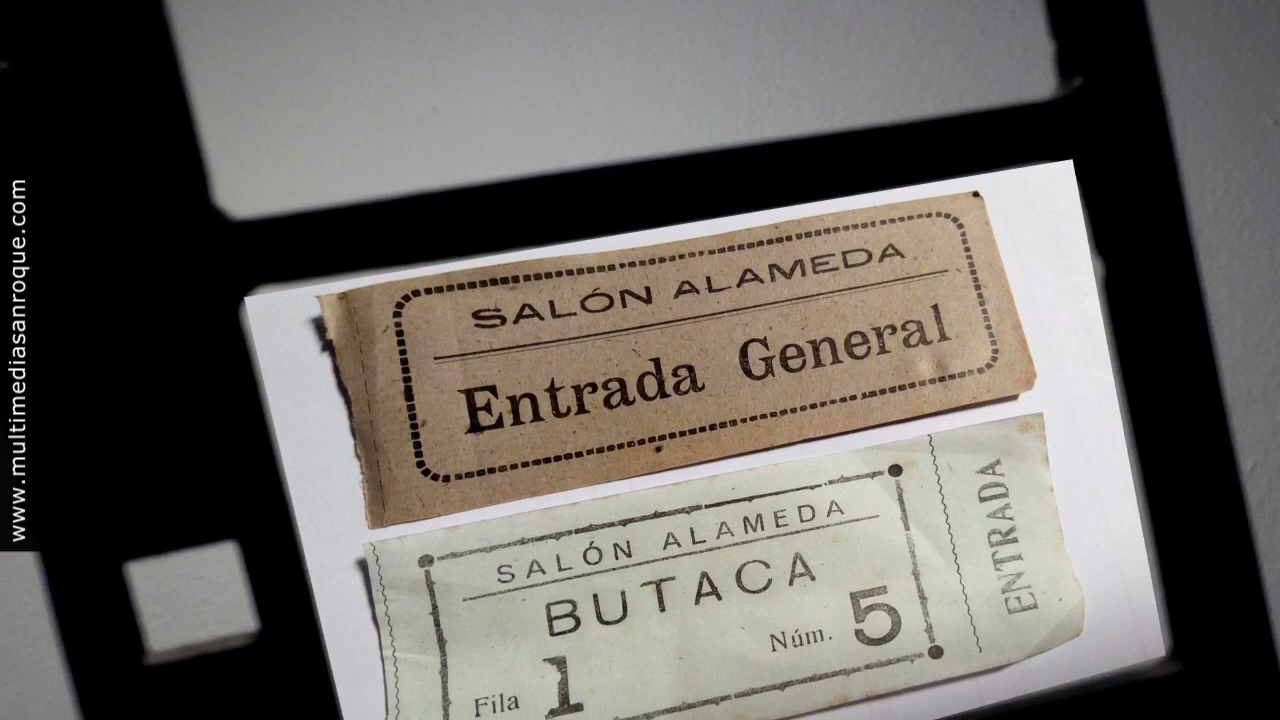 www.multimediasanroque.com
SALÓN ALAMEDA
Entrada General
SALÓN ALAMEDA
BUTACA
Fila 1 Núm. 5
ENTRADA